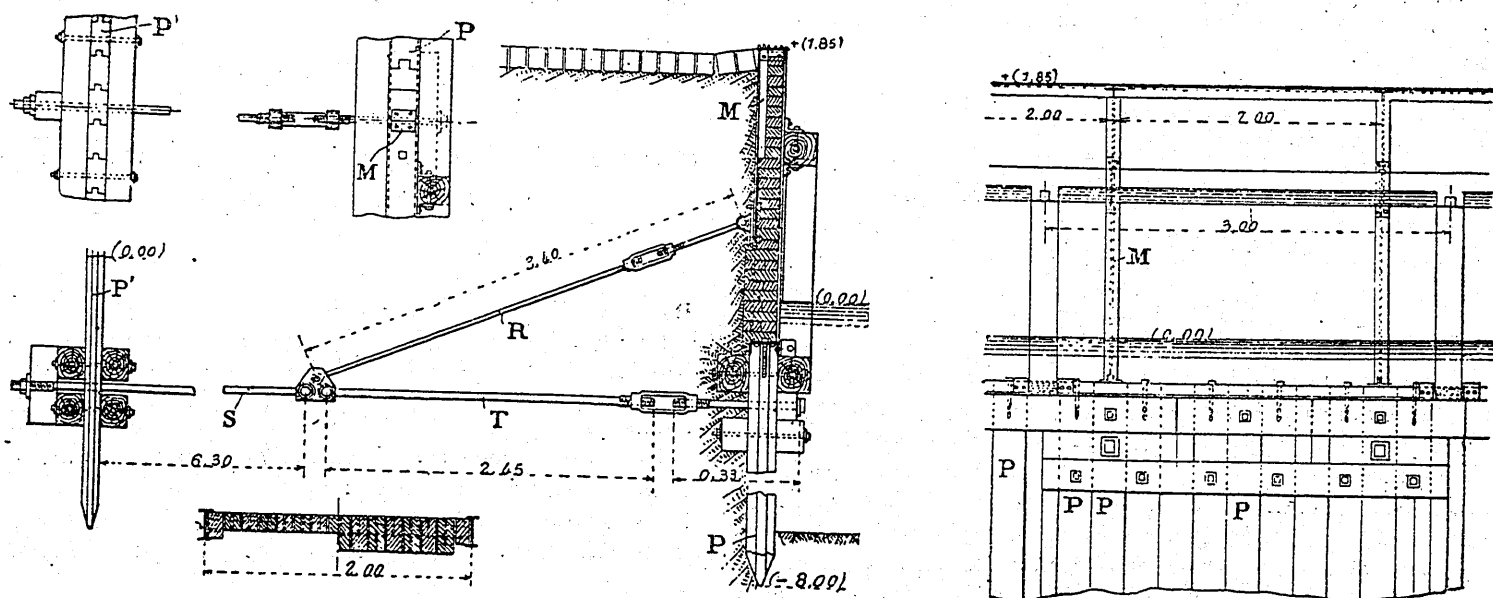 P'
P
M
+(1.85)
M
3.40
R
(0.00)
(0.00)
P'
S
T
6.30
2.45
0.33
2.00
P
(-8.00)
+(1,85)
2.00
2.00
3.00
M
(0.00)
P
P
P
P